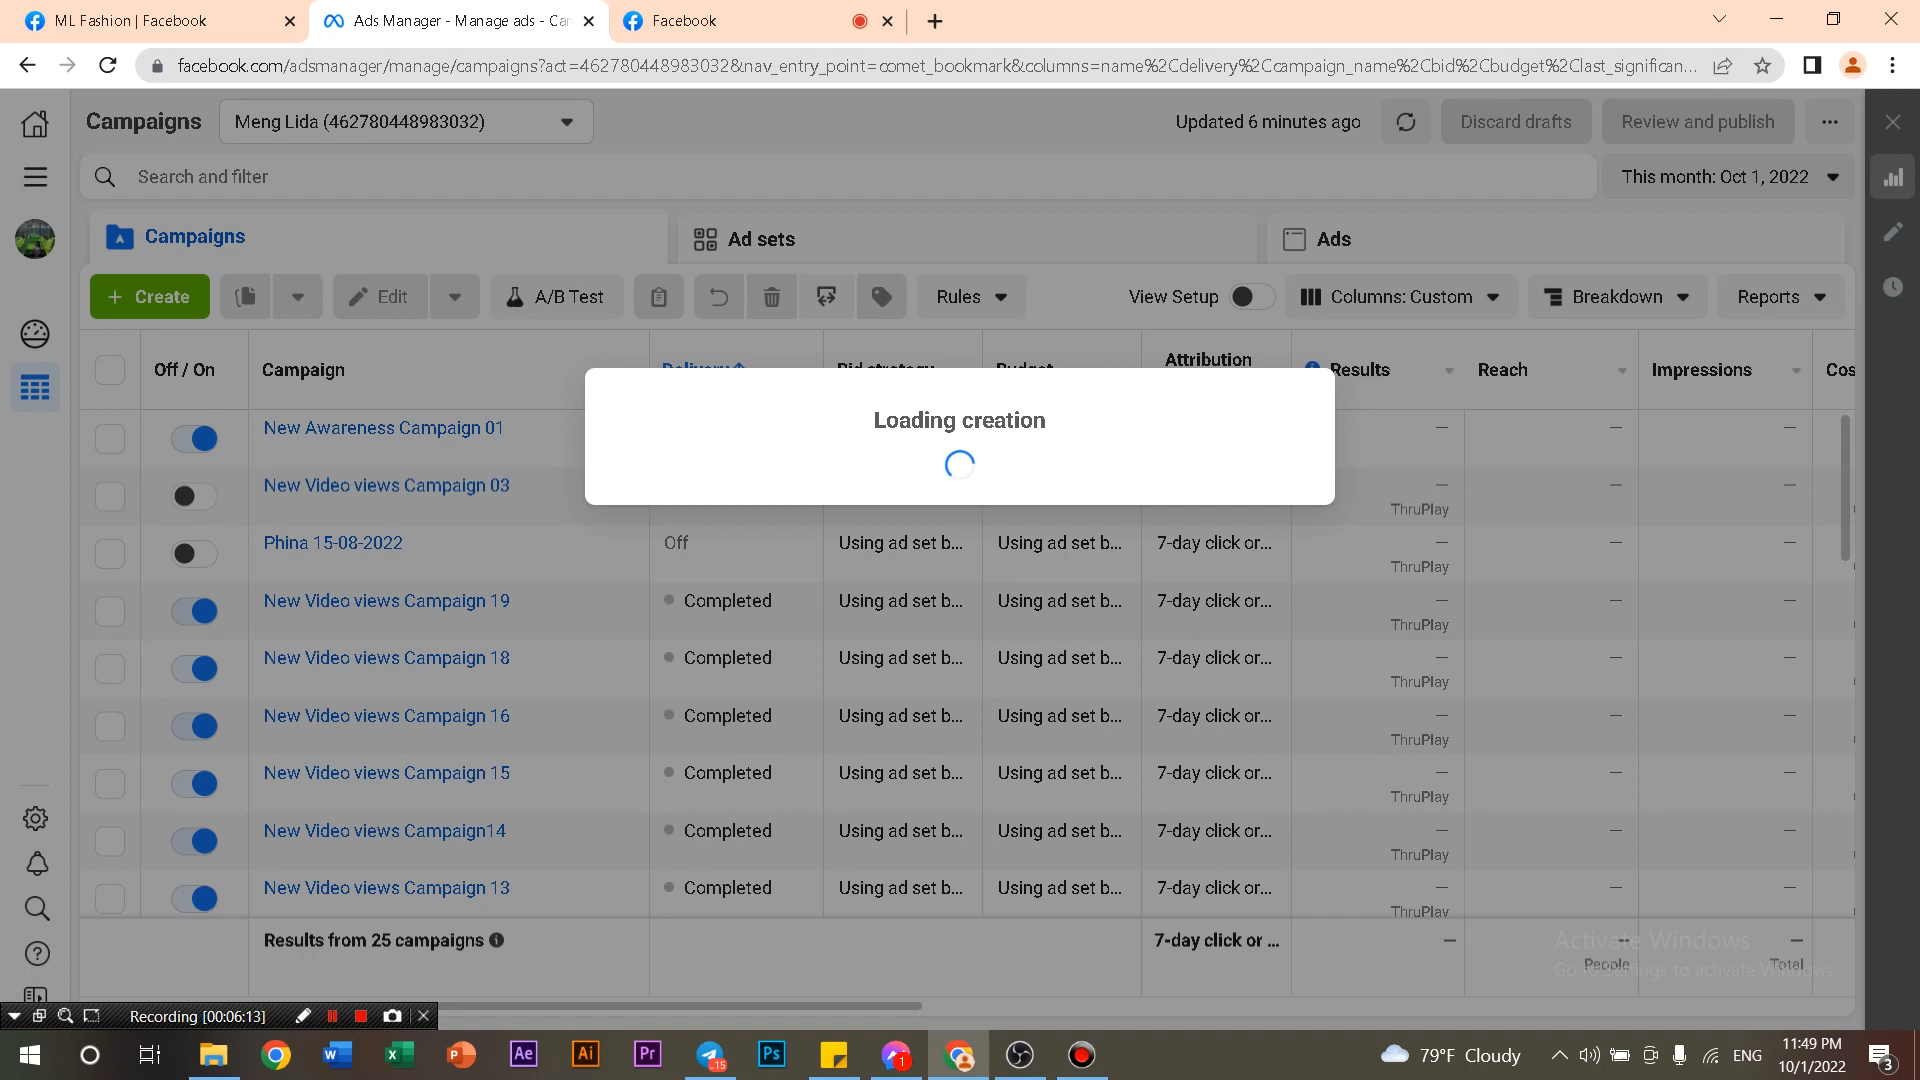 ML Fashion | Facebook
Ads Manager - Manage ads - Ca
Facebook
facebook.com/adsmanager/manage/campaigns?act=462780448983032&nav_entry_point=comet_bookmark&columns=name%2Cdelivery%2Ccampaign_name%2Cbid%2Cbudget%2Clast_significan...
Campaigns
Meng Lida (462780448983032)
Updated 6 minutes ago
Discard drafts
Review and publish
Search and filter
This month: Oct 1, 2022
Campaigns
Ad sets
Ads
+ Create
Edit
A/B Test
Rules
View Setup
Columns: Custom
Breakdown
Reports
Off / On
Campaign
Attribution
Results
Reach
Impressions
Cos
Loading creation
New Awareness Campaign 01
—
—
—
New Video views Campaign 03
—
—
—
ThruPlay
Phina 15-08-2022
Off
Using ad set b...
Using ad set b...
7-day click or...
—
—
—
ThruPlay
New Video views Campaign 19
Completed
Using ad set b...
Using ad set b...
7-day click or...
—
—
—
ThruPlay
New Video views Campaign 18
Completed
Using ad set b...
Using ad set b...
7-day click or...
—
—
—
ThruPlay
New Video views Campaign 16
Completed
Using ad set b...
Using ad set b...
7-day click or...
—
—
—
ThruPlay
New Video views Campaign 15
Completed
Using ad set b...
Using ad set b...
7-day click or...
—
—
—
ThruPlay
New Video views Campaign14
Completed
Using ad set b...
Using ad set b...
7-day click or...
—
—
—
ThruPlay
New Video views Campaign 13
Completed
Using ad set b...
Using ad set b...
7-day click or...
—
—
—
ThruPlay
Results from 25 campaigns
7-day click or ...
—
—
—
People
Total
Activate Windows
Go to Settings to activate Windows.
Recording [00:06:13]
79°F Cloudy
ENG
11:49 PM
10/1/2022
3
15
1